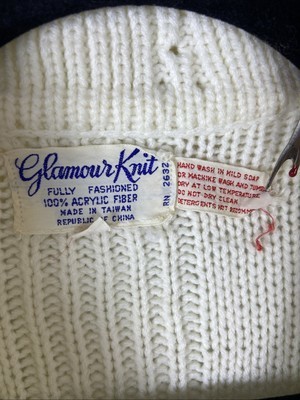 Glamour Knit
FULLY FASHIONED
100% ACRYLIC FIBER
MADE IN TAIWAN
REPUBLIC OF CHINA
RN 2632
HAND WASH IN MILD SOAP
OR MACHINE WASH AND TUMBLE
DRY AT LOW TEMPERATURE
DO NOT DRY CLEAN
DETERGENTS NOT